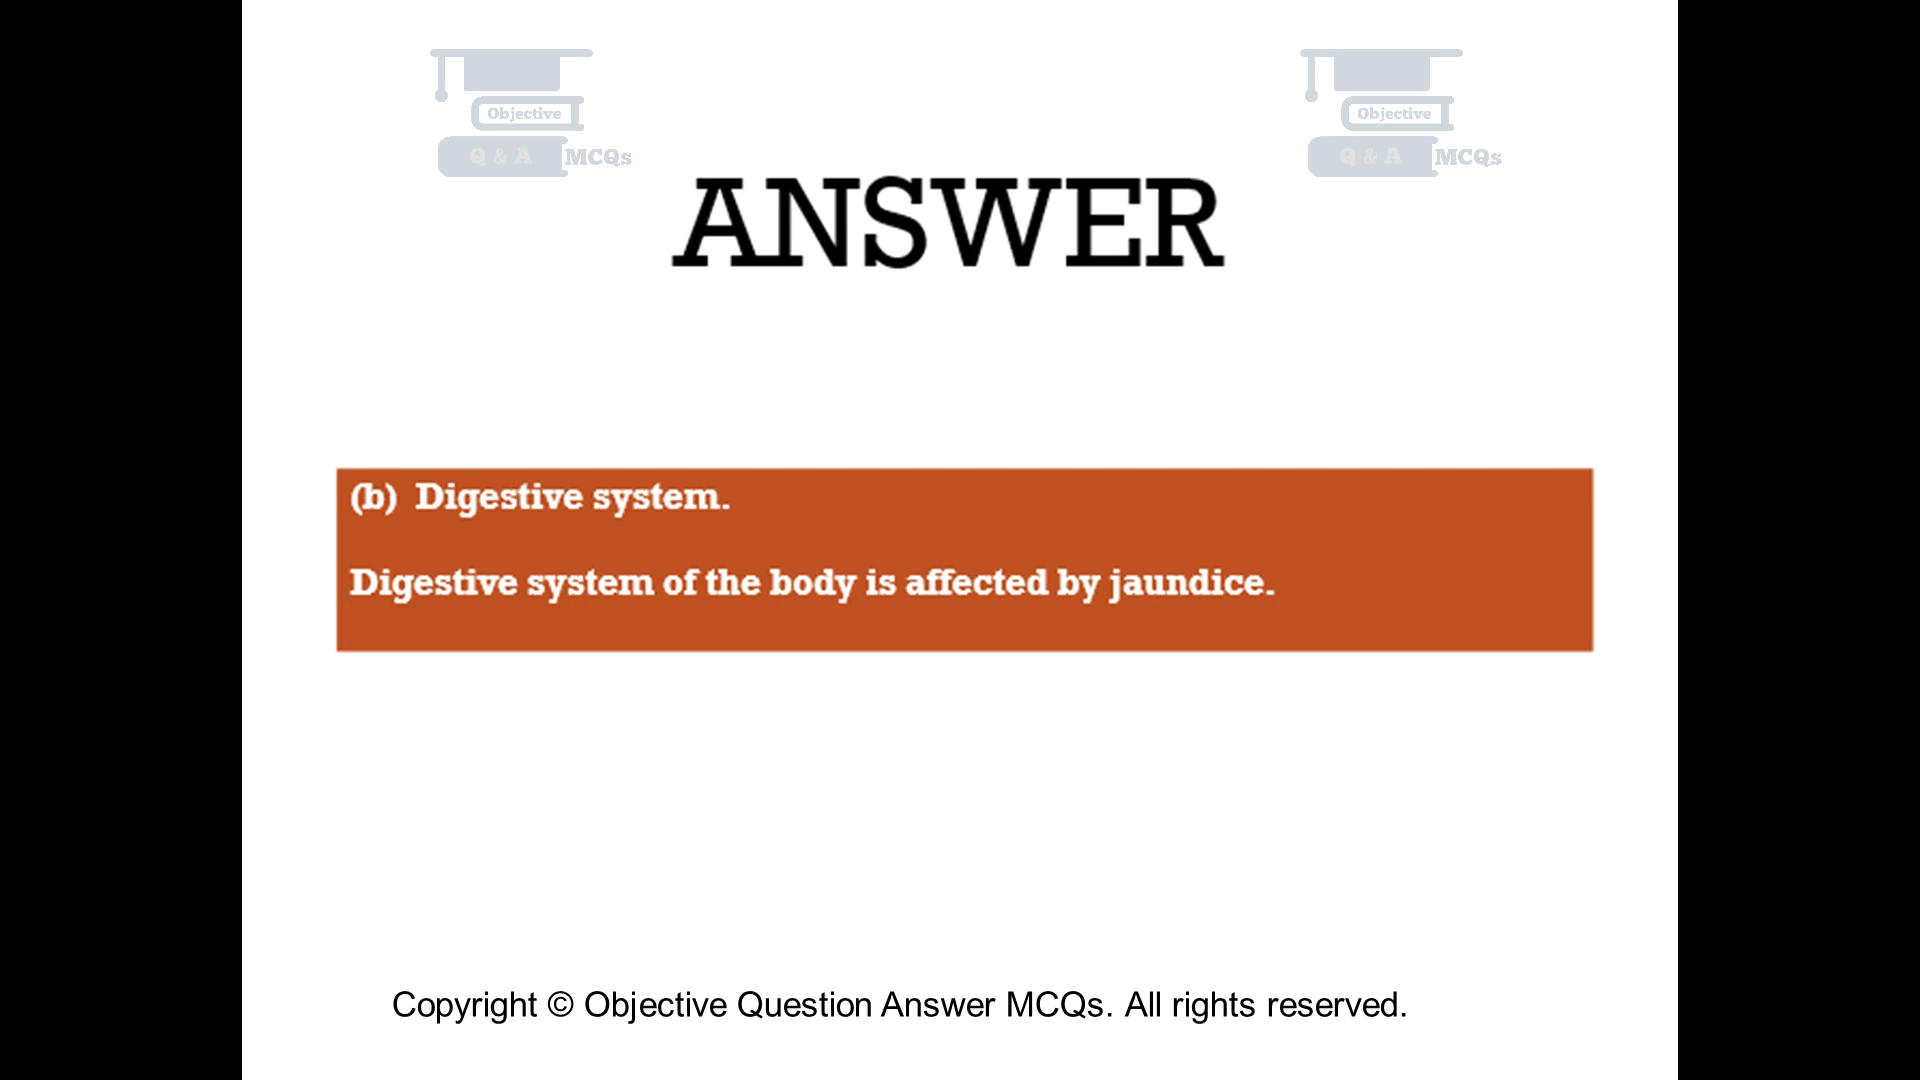 Objective
Q & A MCQs
Objective
Q & A MCQs
ANSWER
(b) Digestive system.
Digestive system of the body is affected by jaundice.
Copyright © Objective Question Answer MCQs. All rights reserved.